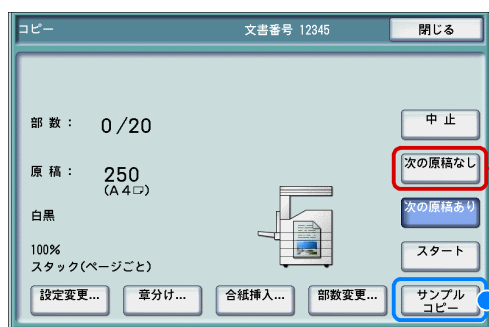 コピー 文書番号 12345 閉じる
部 数 : 0/20
中 止
原 稿 : 250
(A4)
次の原稿なし
白黒
次の原稿あり
100%
スタック(ページごと)
スタート
設定変更... 章分け... 合紙挿入... 部数変更... サンプル
コピー